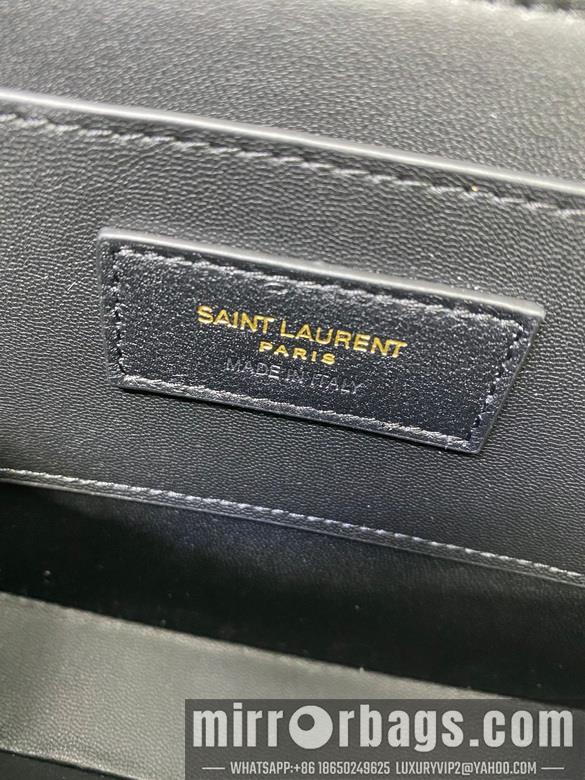 SAINT LAURENT
PARIS
MADE IN ITALY
mirrorbags.com
WHATSAPP:+86 18650249625 LUXURYVIP2@YAHOO.COM